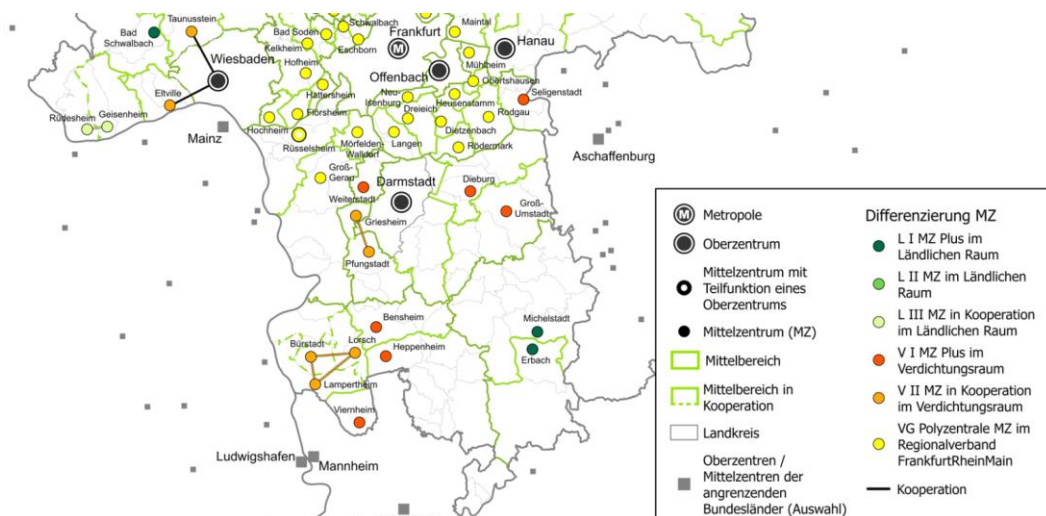 Taunusstein
Bad
Schwalbach
Wiesbaden
Eltville
Rüdesheim
Geisenheim
Mainz
Bad Soden
Schwalbach
Kelkheim
Eschborn
Hofheim
Hattersheim
Flörsheim
Hochheim
Rüsselsheim
Frankfurt
M
Maintal
Hanau
Mühlheim
Offenbach
Obertshausen
Neu-
Isenburg
Heusenstamm
Seligenstadt
Dreieich
Rodgau
Dietzenbach
Mörfelden-
Walldorf
Langen
Rödermark
Aschaffenburg
Groß-
Gerau
Darmstadt
Dieburg
Weiterstadt
Groß-
Umstadt
Griesheim
Pfungstadt
Bensheim
Michelstadt
Bürstadt
Lorsch
Heppenheim
Erbach
Lampertheim
Viernheim
Ludwigshafen
Mannheim
M
Metropole
Oberzentrum
Mittelzentrum mit
Teilfunktion eines
Oberzentrums
Mittelzentrum (MZ)
Mittelbereich
Mittelbereich in
Kooperation
Landkreis
Oberzentren /
Mittelzentren der
angrenzenden
Bundesländer (Auswahl)
Differenzierung MZ
L I MZ Plus im
Ländlichen Raum
L II MZ im Ländlichen
Raum
L III MZ in Kooperation
im Ländlichen Raum
V I MZ Plus im
Verdichtungsraum
V II MZ in Kooperation
im Verdichtungsraum
VG Polyzentrale MZ im
Regionalverband
FrankfurtRheinMain
Kooperation